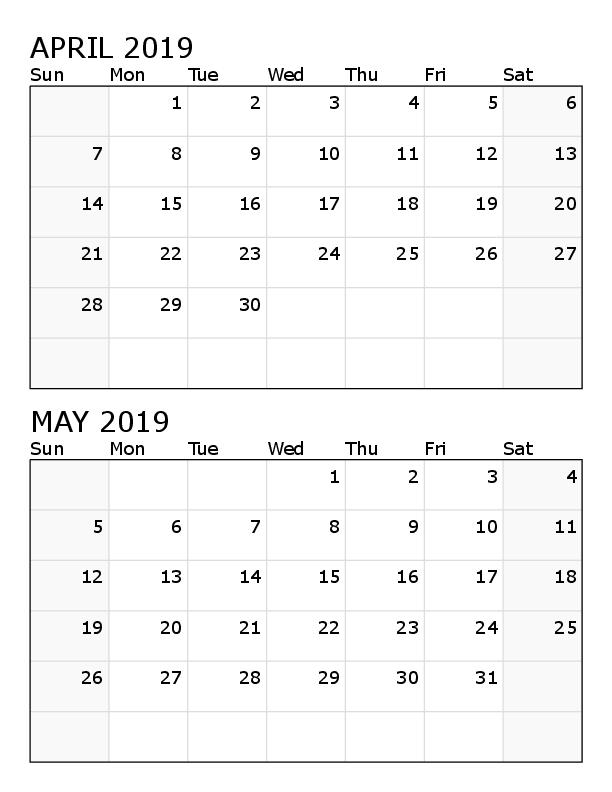 APRIL 2019
Sun Mon Tue Wed Thu Fri Sat
1 2 3 4 5 6
7 8 9 10 11 12 13
14 15 16 17 18 19 20
21 22 23 24 25 26 27
28 29 30
MAY 2019
Sun Mon Tue Wed Thu Fri Sat
1 2 3 4
5 6 7 8 9 10 11
12 13 14 15 16 17 18
19 20 21 22 23 24 25
26 27 28 29 30 31